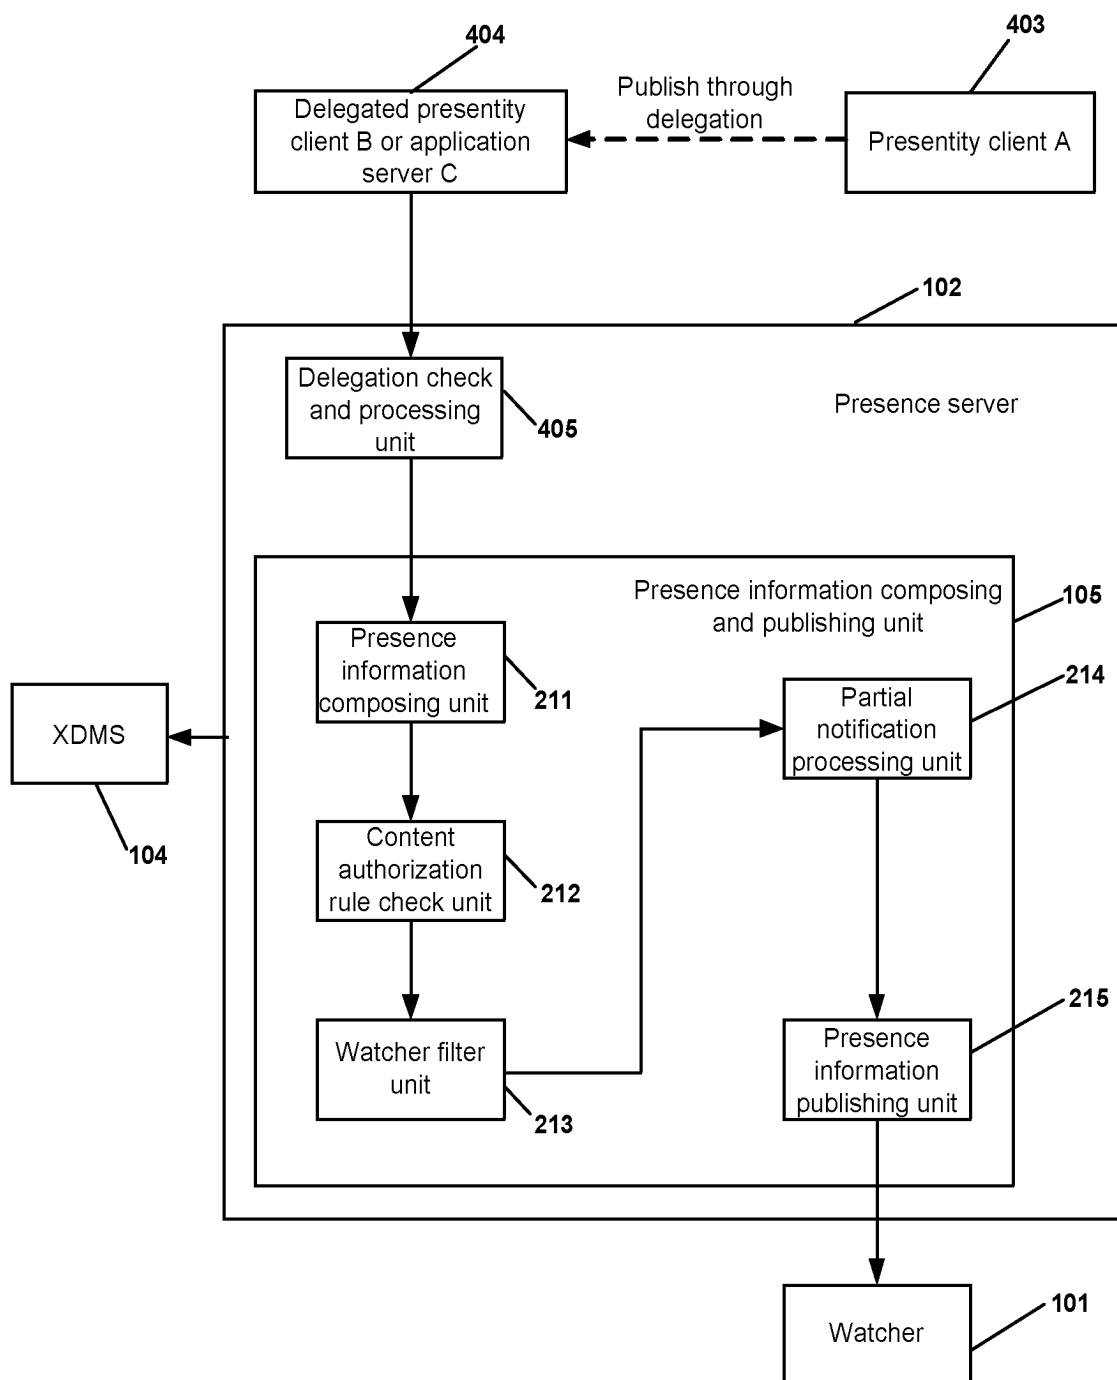 404
403
Delegated presentity
client B or application
server C
Publish through
delegation
Presentity client A
102
Delegation check
and processing
unit
405
Presence server
Presence information composing
and publishing unit
105
Presence
information
composing unit
211
Partial
notification
processing unit
214
XDMS
104
Content
authorization
rule check unit
212
Watcher filter
unit
213
Presence
information
publishing unit
215
Watcher
101